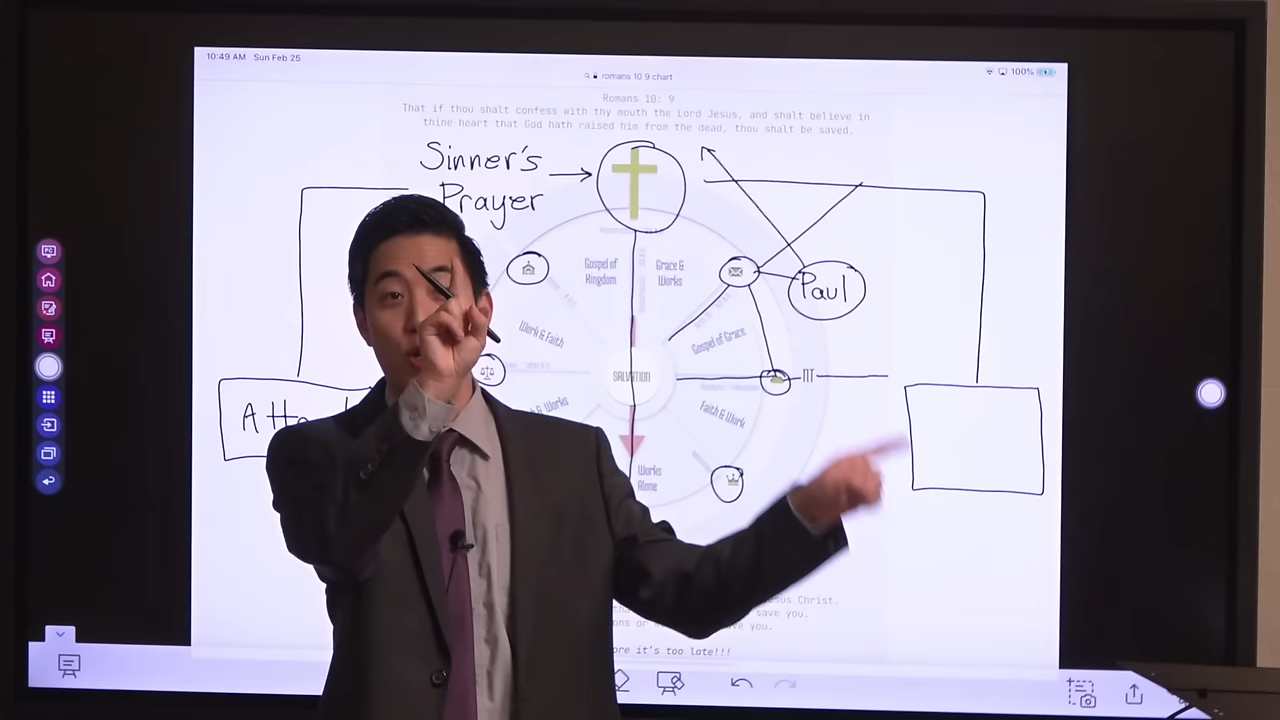 10:49 AM Sun Feb 25
romans 10 9 chart
100%
Romans 10: 9
That if thou shalt confess with thy mouth the Lord Jesus, and shalt believe in
thine heart that God hath raised him from the dead, thou shalt be saved.
Sinner's
Prayer
Gospel of
Kingdom
Grace &
Works
Paul
Work & Faith
Gospel of Grace
SALVATION
NT
& Works
Faith & Work
Works
Alone
Christ.
save you.
you.
it's too late!!!